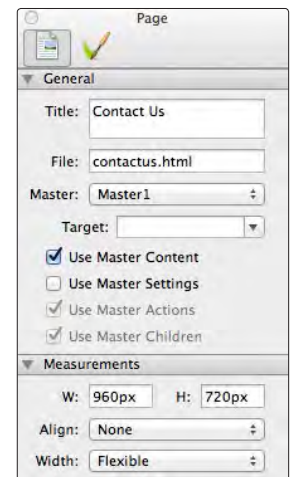 Page
General
Title: Contact Us
File: contactus.html
Master: Master1
Target:
Use Master Content
Use Master Settings
Use Master Actions
Use Master Children
Measurements
W: 960px H: 720px
Align: None
Width: Flexible